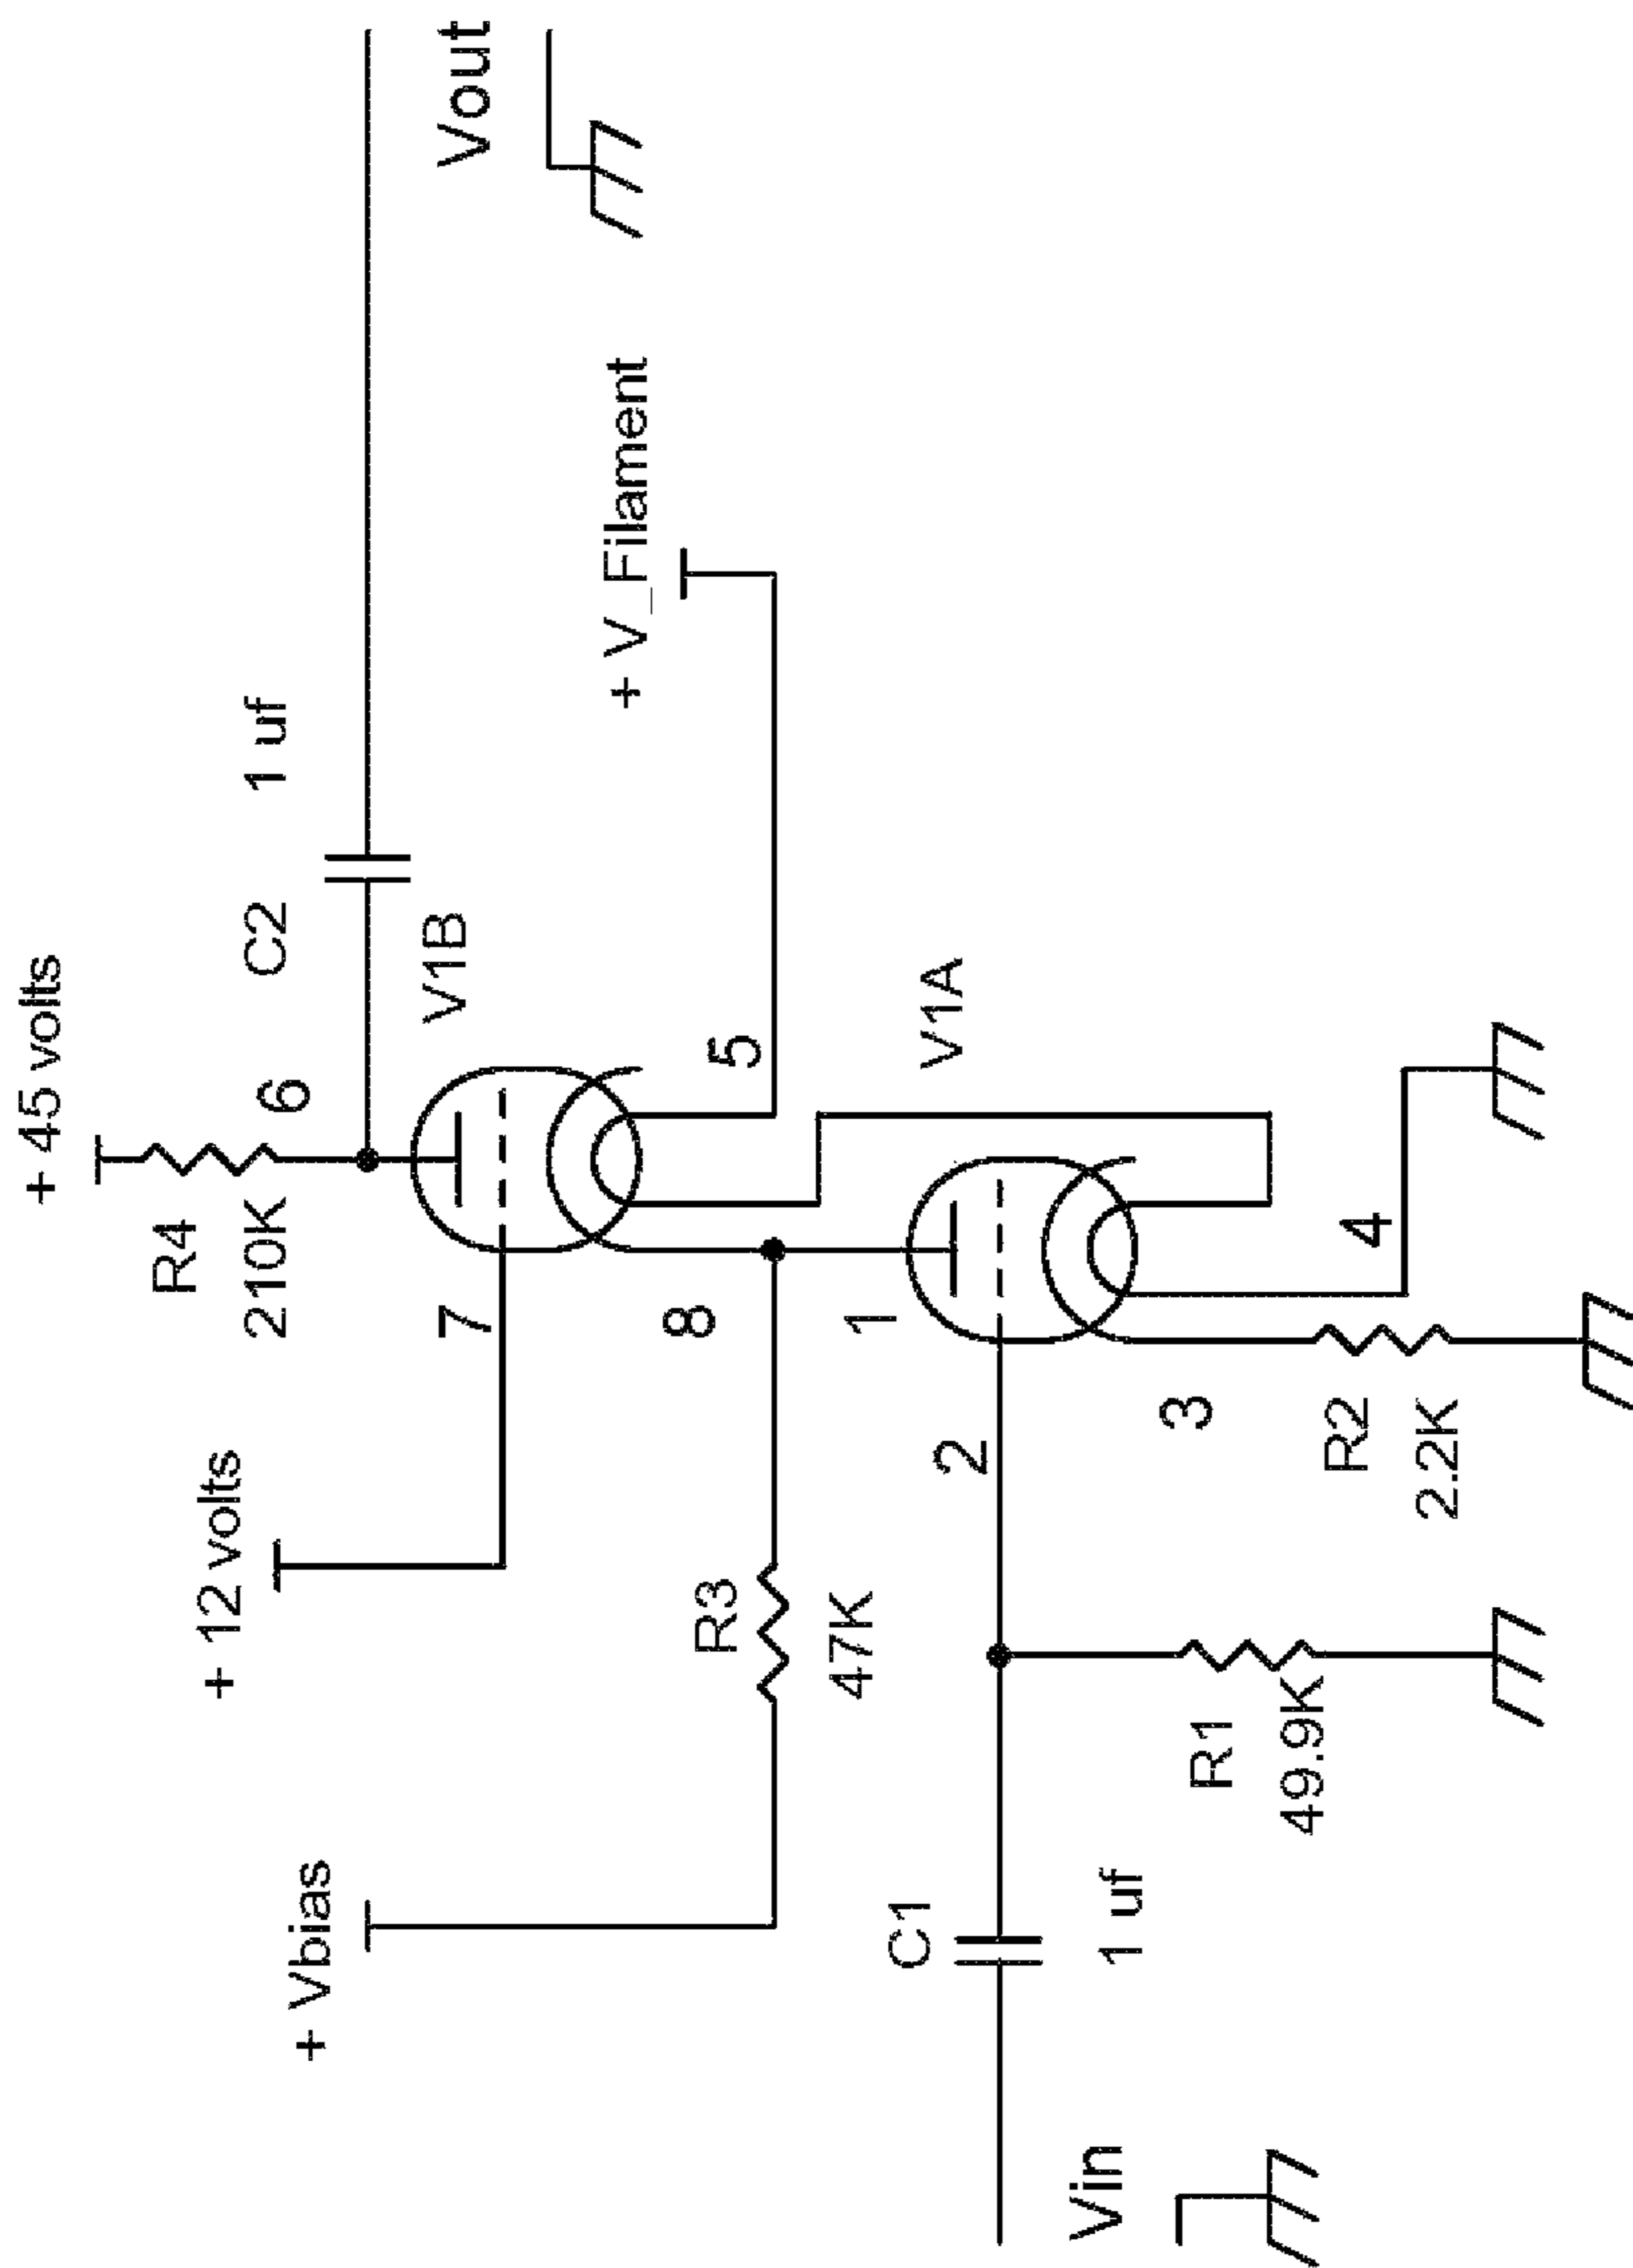 + 45 volts
R4
210K
6
C2
1 uf
Vout
+ 12 volts
7
V1B
+ Vbias
8
5
+ V_Filament
R3
47K
1
V1A
C1
1 uf
2
Vin
3
4
R1
49.9K
R2
2.2K